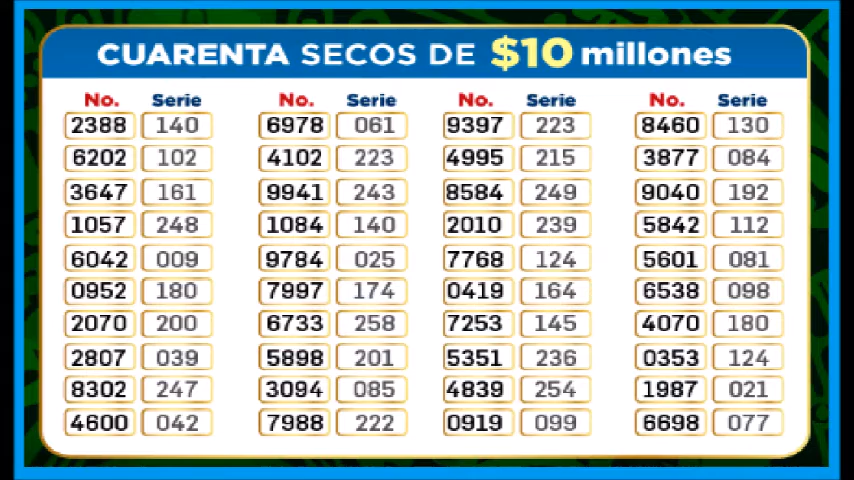 CUARENTA SECOS DE $10 millones
No. Serie No. Serie No. Serie No. Serie
2388 140 6978 061 9397 223 8460 130
6202 102 4102 223 4995 215 3877 084
3647 161 9941 243 8584 249 9040 192
1057 248 1084 140 2010 239 5842 112
6042 009 9784 025 7768 124 5601 081
0952 180 7997 174 0419 164 6538 098
2070 200 6733 258 7253 145 4070 180
2807 039 5898 201 5351 236 0353 124
8302 247 3094 085 4839 254 1987 021
4600 042 7988 222 0919 099 6698 077